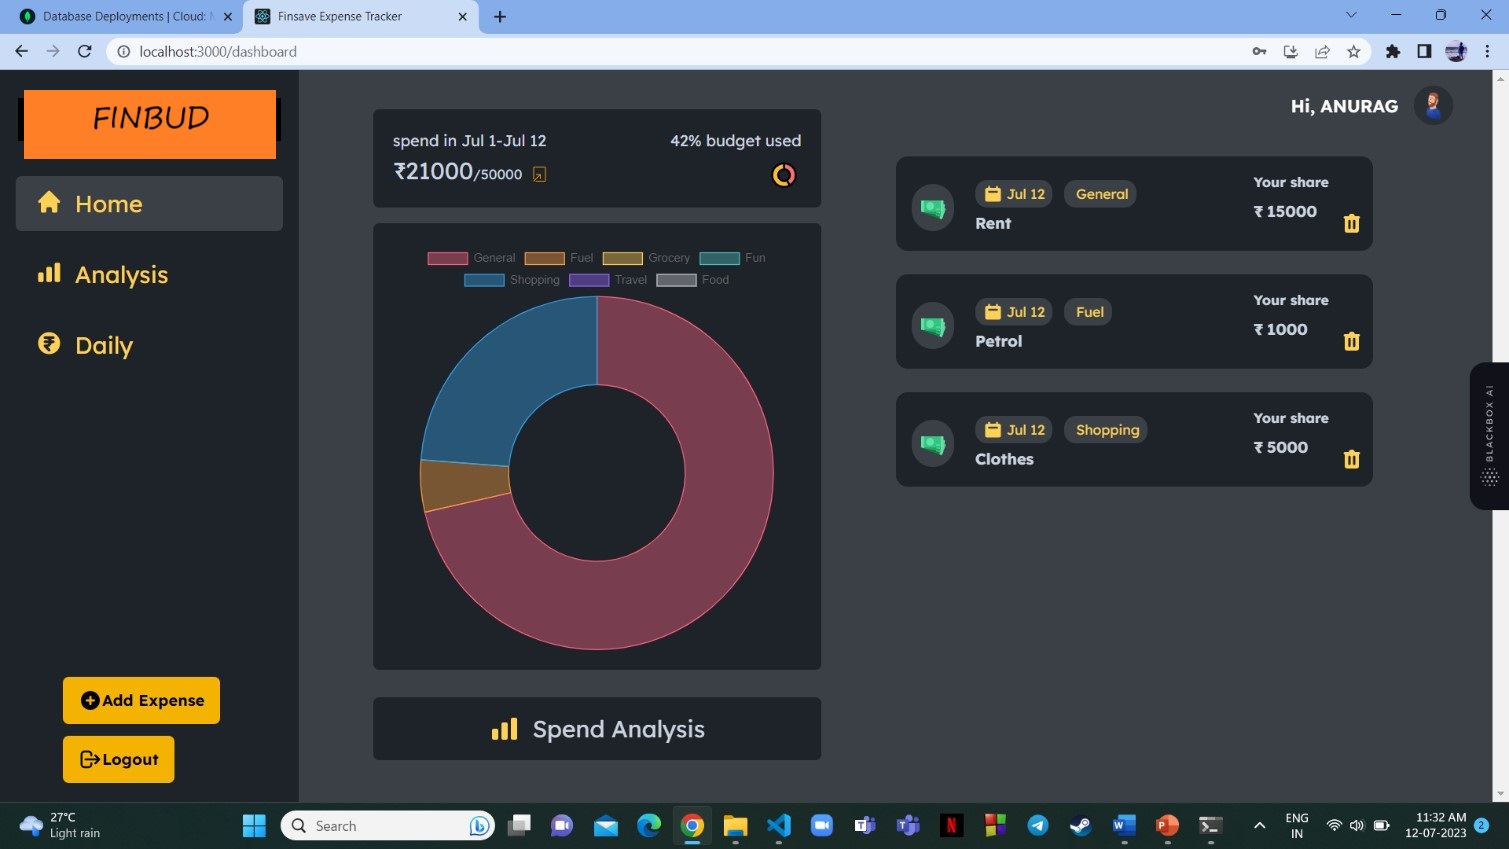 Database Deployments | Cloud:
Finsave Expense Tracker
localhost:3000/dashboard
FINBUD
Home
Analysis
Daily
Add Expense
Logout
spend in Jul 1-Jul 12
42% budget used
₹21000/50000
General Fuel Grocery Fun
Shopping Travel Food
Spend Analysis
Hi, ANURAG
Jul 12 General
Rent
Your share
₹ 15000
Jul 12 Fuel
Petrol
Your share
₹ 1000
Jul 12 Shopping
Clothes
Your share
₹ 5000
BLACKBOX AI
27°C
Light rain
Search
ENG
IN
11:32 AM
12-07-2023
2